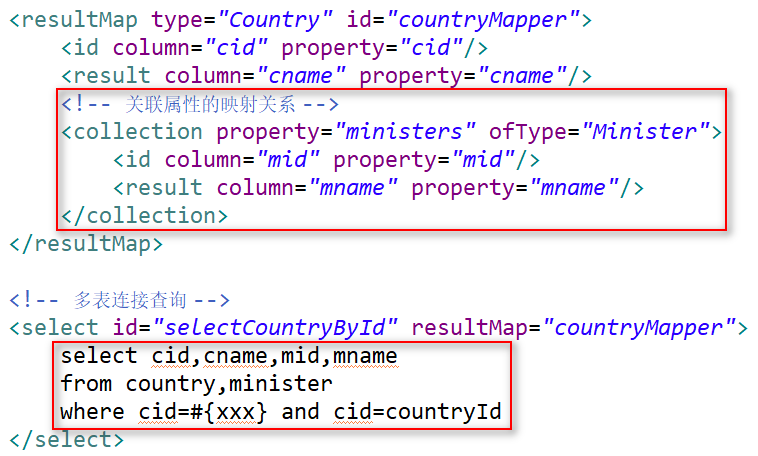 <resultMap type="Country" id="countryMapper">
<id column="cid" property="cid"/>
<result column="cname" property="cname"/>
<!-- 关联属性的映射关系 -->
<collection property="ministers" ofType="Minister">
<id column="mid" property="mid"/>
<result column="mname" property="mname"/>
</collection>
</resultMap>
<!-- 多表连接查询 -->
<select id="selectCountryById" resultMap="countryMapper">
select cid,cname,mid,mname
from country,minister
where cid=#{xxx} and cid=countryId
</select>